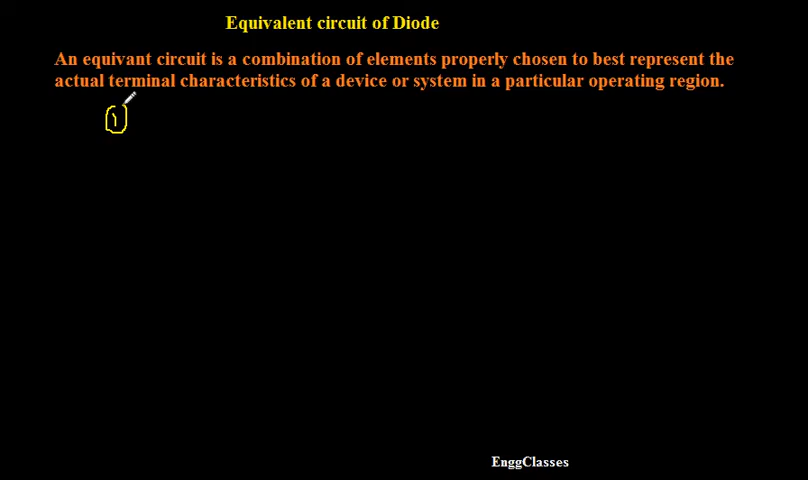 Equivalent circuit of Diode
An equivant circuit is a combination of elements properly chosen to best represent the
actual terminal characteristics of a device or system in a particular operating region.
1
EnggClasses